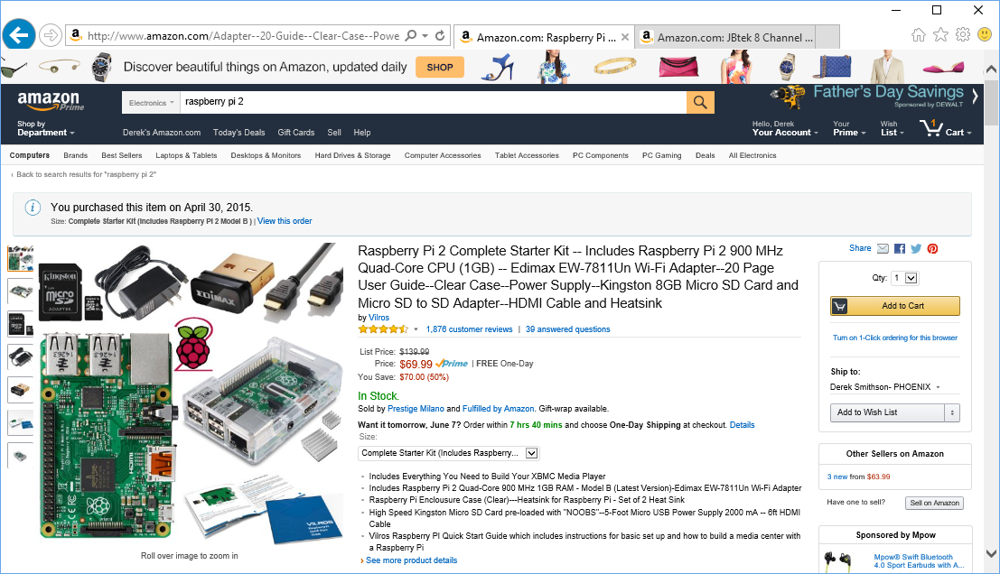 http://www.amazon.com/Adapter--20-Guide--Clear-Case--Powe
Amazon.com: Raspberry Pi ...
Amazon.com: JBtek 8 Channel ...
Discover beautiful things on Amazon, updated daily
SHOP
amazon
Prime
Electronics
raspberry pi 2
Father's Day Savings
Sponsored by DEWALT
Shop by
Department
Derek's Amazon.com
Today's Deals
Gift Cards
Sell
Help
Hello, Derek
Your Account
Your
Prime
Wish
List
1
Cart
Computers
Brands
Best Sellers
Laptops & Tablets
Desktops & Monitors
Hard Drives & Storage
Computer Accessories
Tablet Accessories
PC Components
PC Gaming
Deals
All Electronics
‹ Back to search results for "raspberry pi 2"
You purchased this item on April 30, 2015.
Size: Complete Starter Kit (Includes Raspberry PI 2 Model B ) | View this order
Kingston
micro
SD
ADAPTER
EDIMAX
14263
14263
HDMI
VILROS
Roll over image to zoom in
Raspberry Pi 2 Complete Starter Kit -- Includes Raspberry Pi 2 900 MHz
Quad-Core CPU (1GB) -- Edimax EW-7811Un Wi-Fi Adapter--20 Page
User Guide--Clear Case--Power Supply--Kingston 8GB Micro SD Card and
Micro SD to SD Adapter--HDMI Cable and Heatsink
by Vilros
1,876 customer reviews | 39 answered questions
List Price: $139.99
Price: $69.99 Prime | FREE One-Day
You Save: $70.00 (50%)
In Stock.
Sold by Prestige Milano and Fulfilled by Amazon. Gift-wrap available.
Want it tomorrow, June 7? Order within 7 hrs 40 mins and choose One-Day Shipping at checkout. Details
Size:
Complete Starter Kit (Includes Raspberry...
• Includes Everything You Need to Build Your XBMC Media Player
• Includes Raspberry Pi 2 Quad-Core 900 MHz 1GB RAM - Model B (Latest Version)-Edimax EW-7811Un Wi-Fi Adapter
• Raspberry Pi Enclousure Case (Clear)---Heatsink for Raspberry Pi - Set of 2 Heat Sink
• High Speed Kingston Micro SD Card pre-loaded with "NOOBS"--5-Foot Micro USB Power Supply 2000 mA -- 6ft HDMI
Cable
• Vilros Raspberry PI Quick Start Guide which includes instructions for basic set up and how to build a media center with
a Raspberry Pi
› See more product details
Share
Qty: 1
Add to Cart
Turn on 1-Click ordering for this browser
Ship to:
Derek Smithson- PHOENIX
Add to Wish List
Other Sellers on Amazon
3 new from $63.99
Have one to sell?
Sell on Amazon
Sponsored by Mpow
Mpow® Swift Bluetooth
4.0 Sport Earbuds with A...